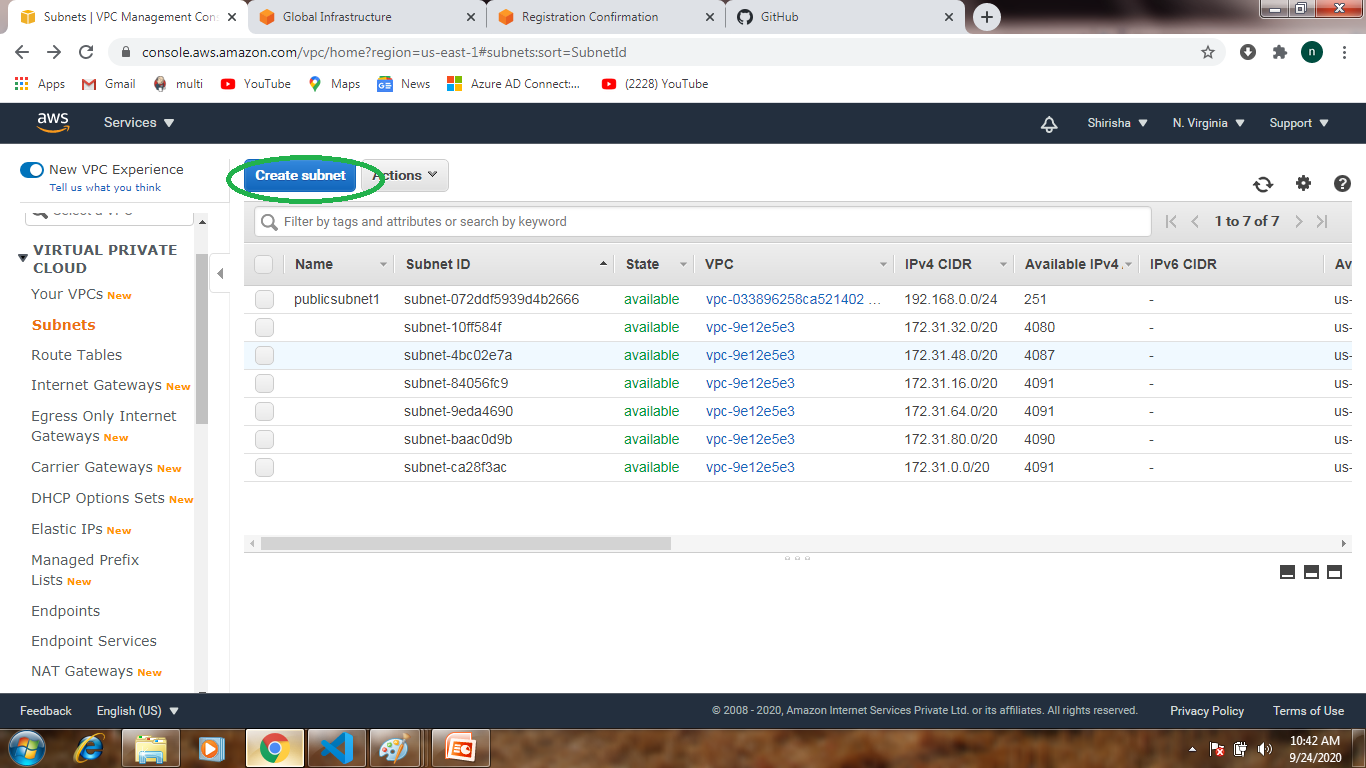 Subnets | VPC Management Con
Global Infrastructure
Registration Confirmation
GitHub
console.aws.amazon.com/vpc/home?region=us-east-1#subnets:sort=SubnetId
n
Apps
Gmail
multi
YouTube
Maps
News
Azure AD Connect:...
(2228) YouTube
aws
Services
Shirisha
N. Virginia
Support
New VPC Experience
Tell us what you think
Select a VPC
VIRTUAL PRIVATE
CLOUD
Your VPCs New
Subnets
Route Tables
Internet Gateways New
Egress Only Internet
Gateways New
Carrier Gateways New
DHCP Options Sets New
Elastic IPs New
Managed Prefix
Lists New
Endpoints
Endpoint Services
NAT Gateways New
Create subnet Actions
Filter by tags and attributes or search by keyword
1 to 7 of 7
Name Subnet ID State VPC IPv4 CIDR Available IPv4 IPv6 CIDR Av
publicsubnet1 subnet-072ddf5939d4b2666 available vpc-033896258ca521402 ... 192.168.0.0/24 251 - us-
subnet-10ff584f available vpc-9e12e5e3 172.31.32.0/20 4080 - us-
subnet-4bc02e7a available vpc-9e12e5e3 172.31.48.0/20 4087 - us-
subnet-84056fc9 available vpc-9e12e5e3 172.31.16.0/20 4091 - us-
subnet-9eda4690 available vpc-9e12e5e3 172.31.64.0/20 4091 - us-
subnet-baac0d9b available vpc-9e12e5e3 172.31.80.0/20 4090 - us-
subnet-ca28f3ac available vpc-9e12e5e3 172.31.0.0/20 4091 - us-
Feedback English (US)
© 2008 - 2020, Amazon Internet Services Private Ltd. or its affiliates. All rights reserved. Privacy Policy Terms of Use
10:42 AM
9/24/2020